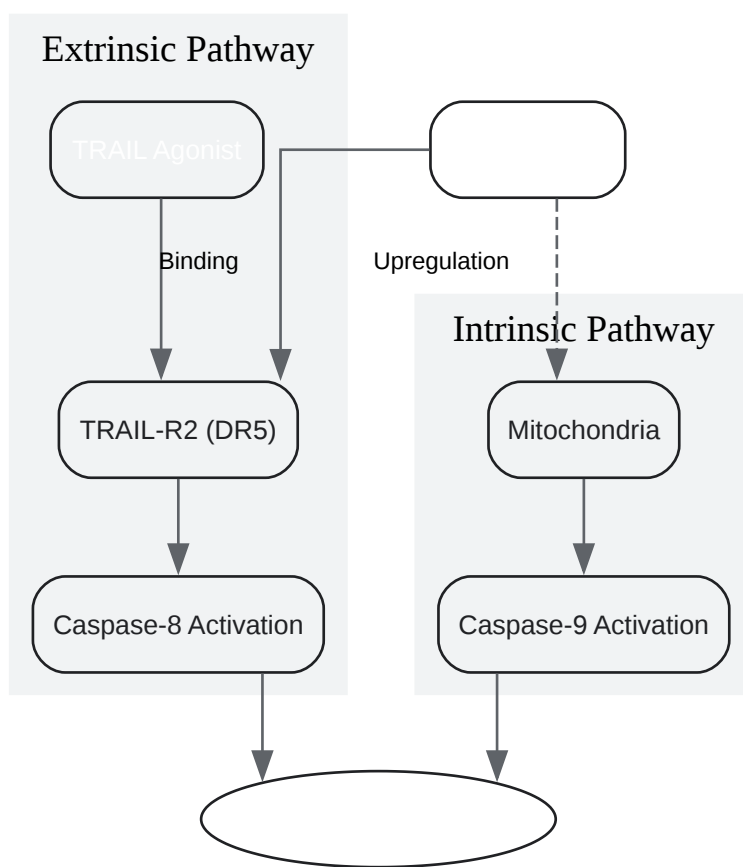 Extrinsic Pathway
TRAIL Agonist
Binding
Upregulation
Intrinsic Pathway
TRAIL-R2 (DR5)
Mitochondria
Caspase-8 Activation
Caspase-9 Activation